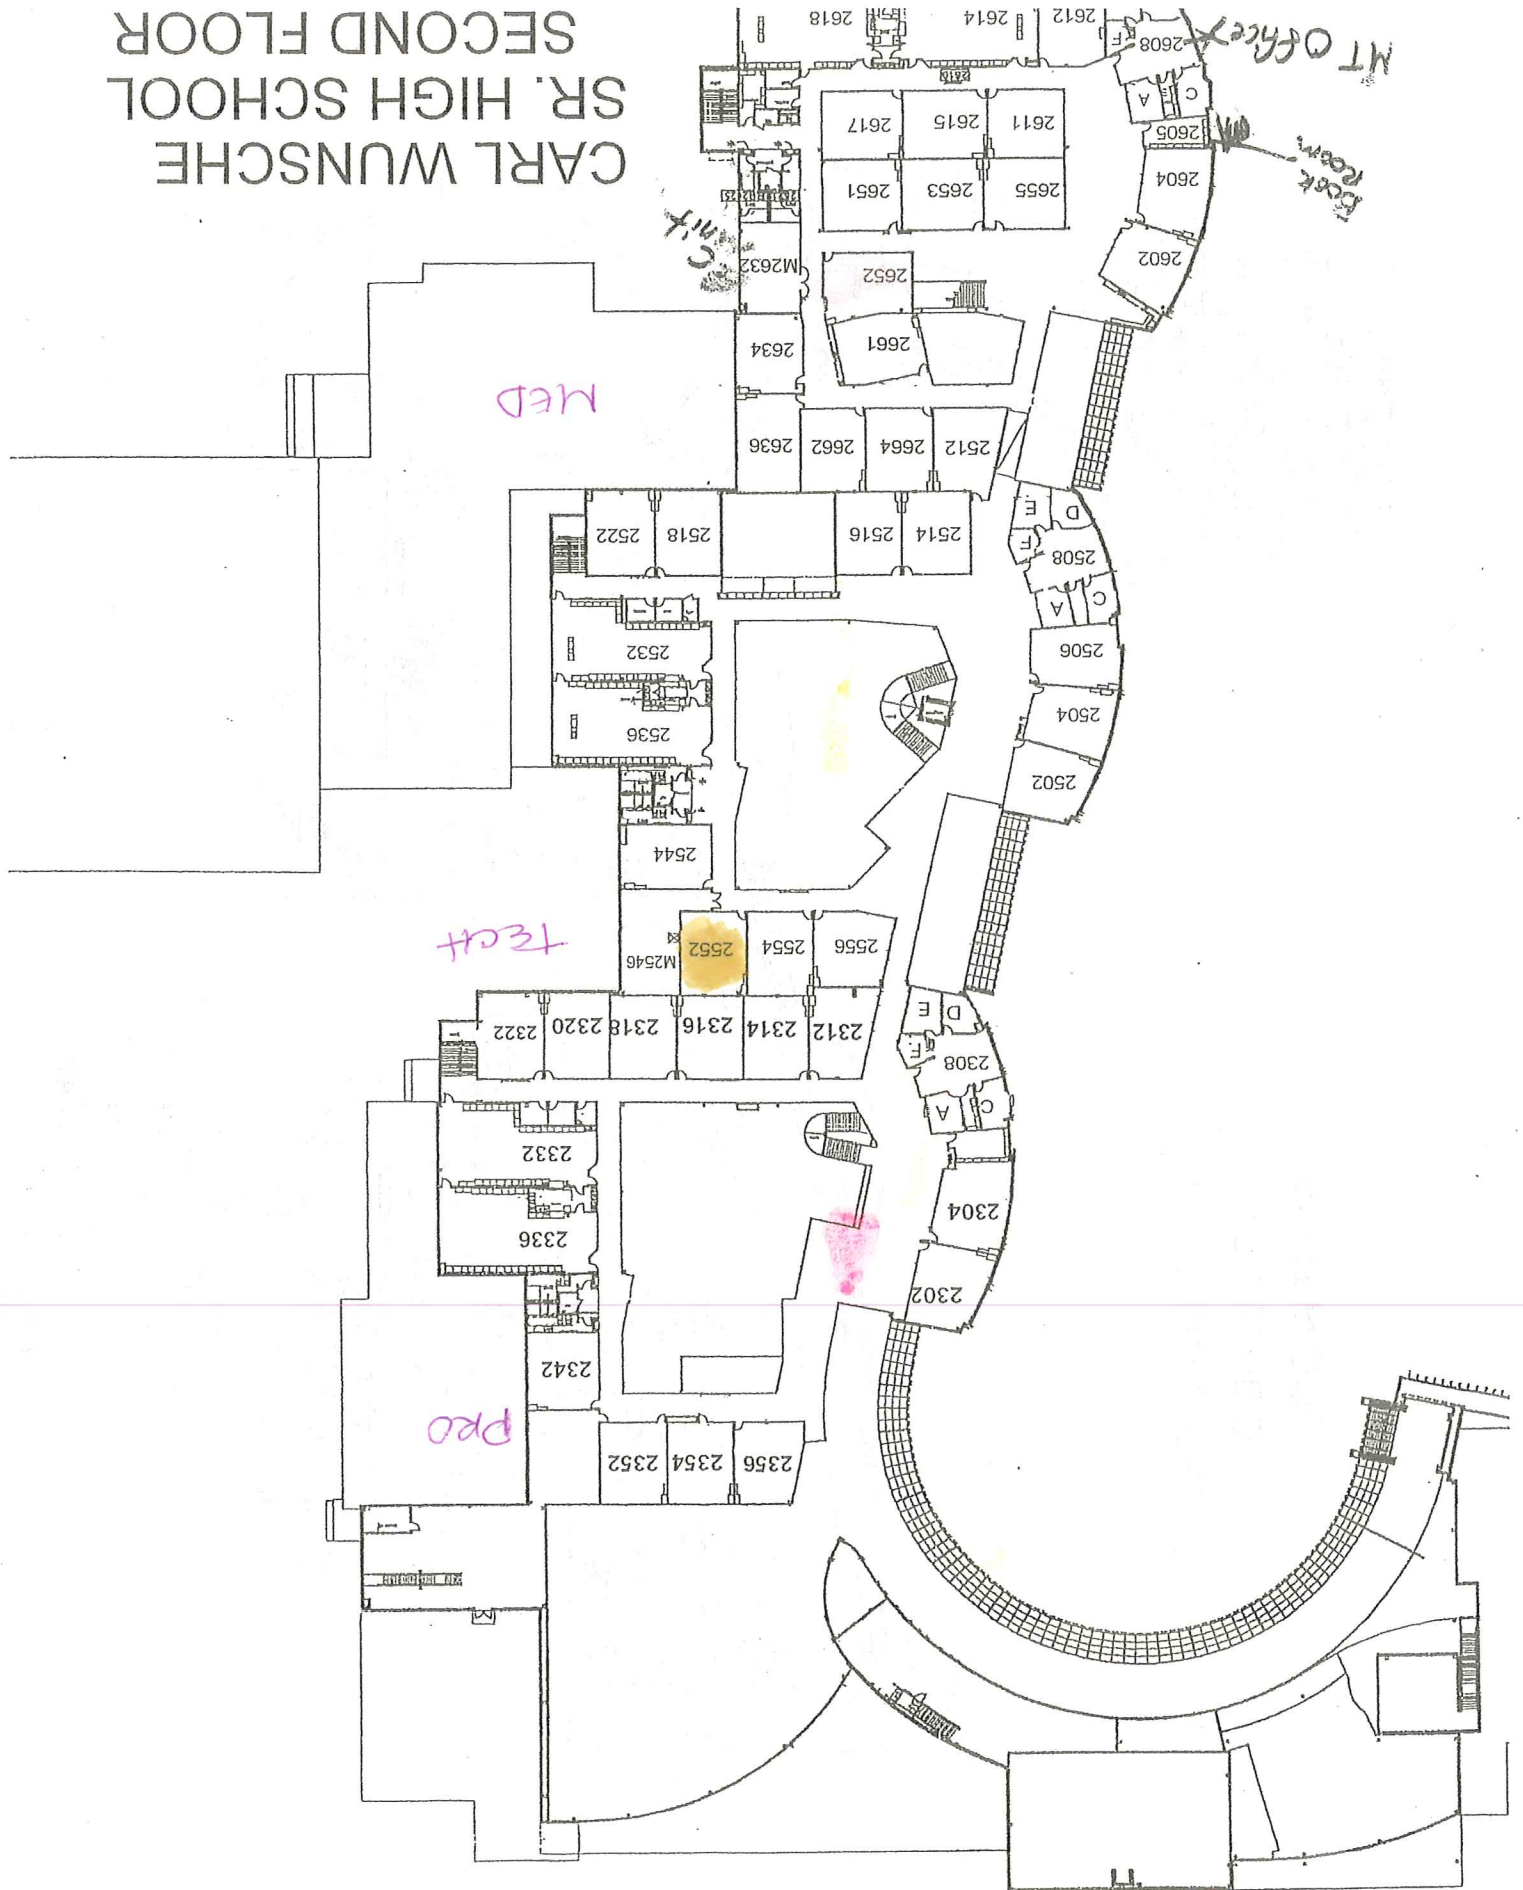 2356 2354 2352
PRO
2342
2302
2336
2304
2332
C A
2308 F
2312 2314 2316 2318 2320 2322
D E
M2546
2556 2554 2552
TECH
2544
2502
2536
2504
2532
2506
C A
2508 F
2514 2516 2518 2522
D E
2512 2664 2662 2636
MED
2634
2661
2652
M2632
2602
Book
Room
2655 2653 2651
2604
2605
2611 2615 2617
C A
MT Office
2608 F
2612 2614 2618
CARL WUNSCHE
SR. HIGH SCHOOL
SECOND FLOOR